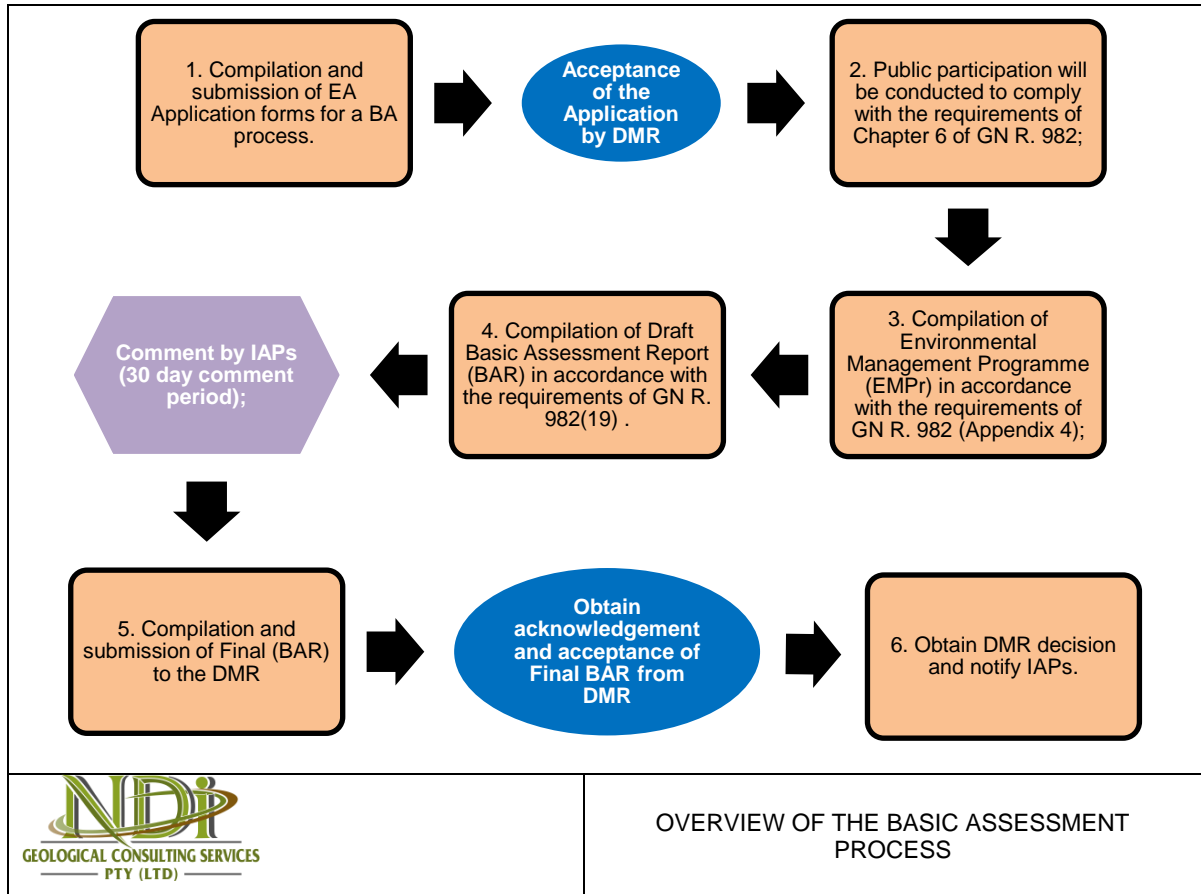 1. Compilation and
submission of EA
Application forms for a BA
process.
Acceptance
of the
Application
by DMR
2. Public participation will
be conducted to comply
with the requirements of
Chapter 6 of GN R. 982;
3. Compilation of
Environmental
Management Programme
(EMPr) in accordance
with the requirements of
GN R. 982 (Appendix 4);
4. Compilation of Draft
Basic Assessment Report
(BAR) in accordance with
the requirements of GN R.
982(19) .
Comment by IAPs
(30 day comment
period);
5. Compilation and
submission of Final (BAR)
to the DMR
Obtain
acknowledgement
and acceptance of
Final BAR from
DMR
6. Obtain DMR decision
and notify IAPs.
NDi
GEOLOGICAL CONSULTING SERVICES
PTY (LTD)
OVERVIEW OF THE BASIC ASSESSMENT
PROCESS